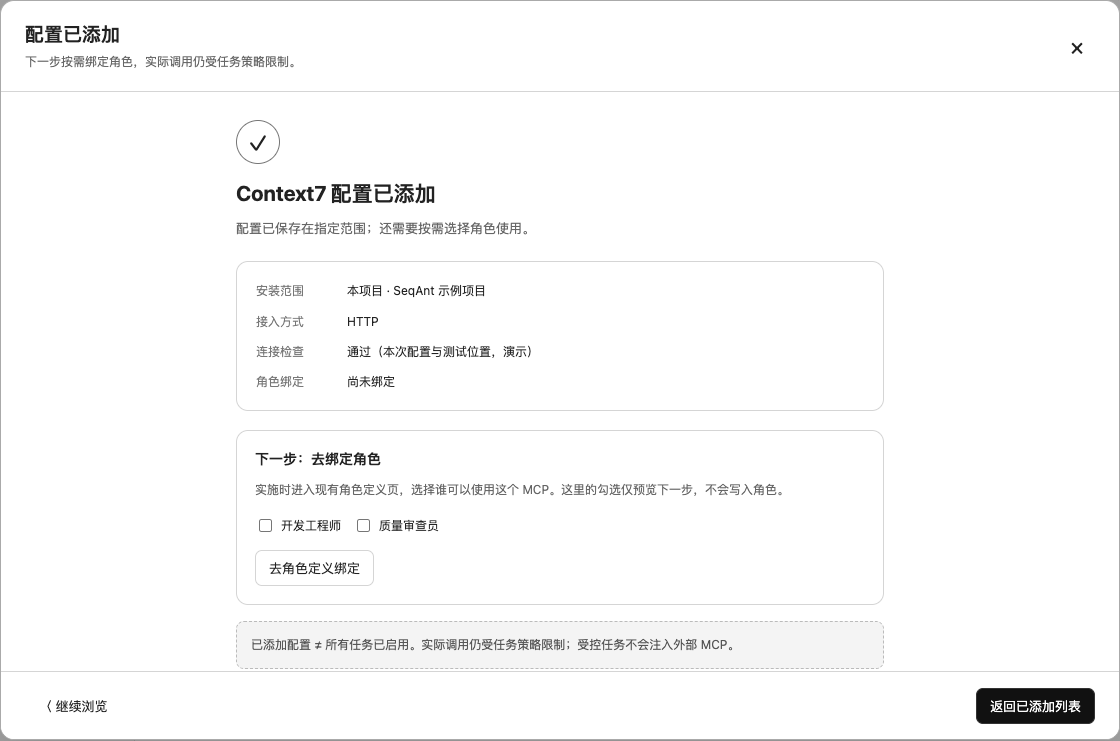 配置已添加
下一步按需绑定角色，实际调用仍受任务策略限制。
Context7 配置已添加
配置已保存在指定范围；还需要按需选择角色使用。
安装范围 本项目 · SeqAnt 示例项目
接入方式 HTTP
连接检查 通过（本次配置与测试位置，演示）
角色绑定 尚未绑定
下一步：去绑定角色
实施时进入现有角色定义页，选择谁可以使用这个 MCP。这里的勾选仅预览下一步，不会写入角色。
开发工程师 质量审查员
去角色定义绑定
已添加配置 ≠ 所有任务已启用。实际调用仍受任务策略限制；受控任务不会注入外部 MCP。
〈 继续浏览 返回已添加列表